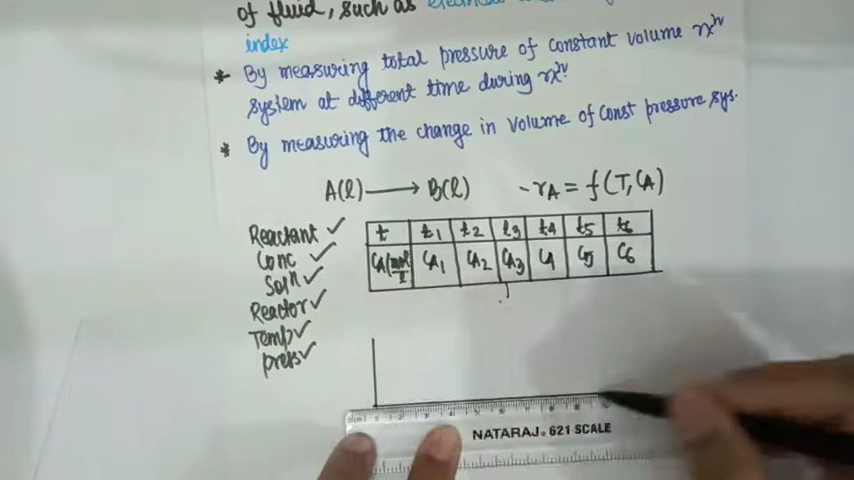 of fluid, such as
index
* By measuring total pressure of constant volume rxⁿ
system at different time during rxⁿ.
* By measuring the change in volume of const pressure sys.
A(l) ⟶ B(l) -rA = f(T, CA)
Reactant ✓
Conc ✓
Solⁿ ✓
Reactor ✓
Temp ✓
press ✓
t t1 t2 t3 t4 t5 t6
CA(mol/l) CA1 CA2 CA3 C4 C5 C6
NATARAJ® 621 SCALE